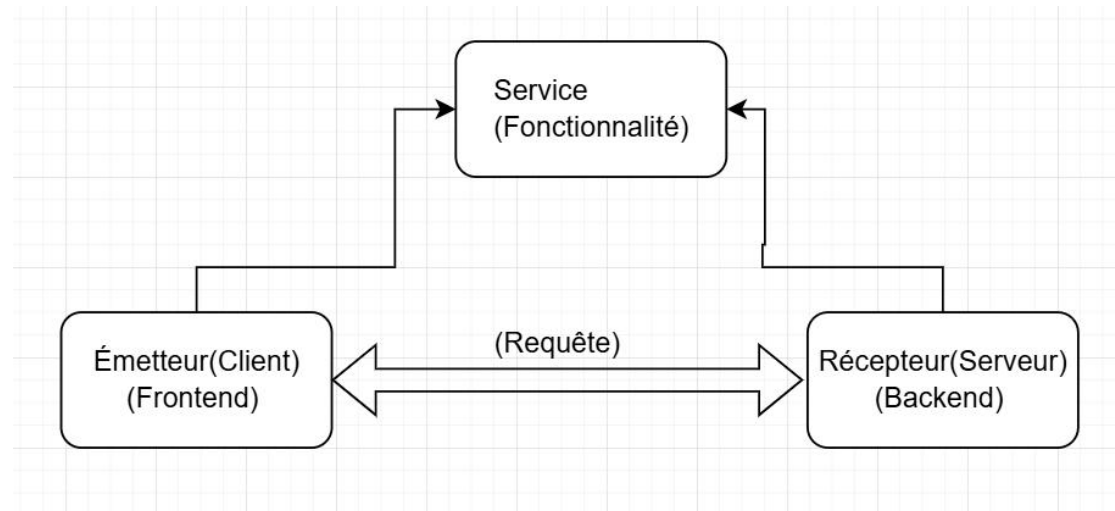 Service
(Fonctionnalité)
(Requête)
Émetteur(Client)
(Frontend)
Récepteur(Serveur)
(Backend)